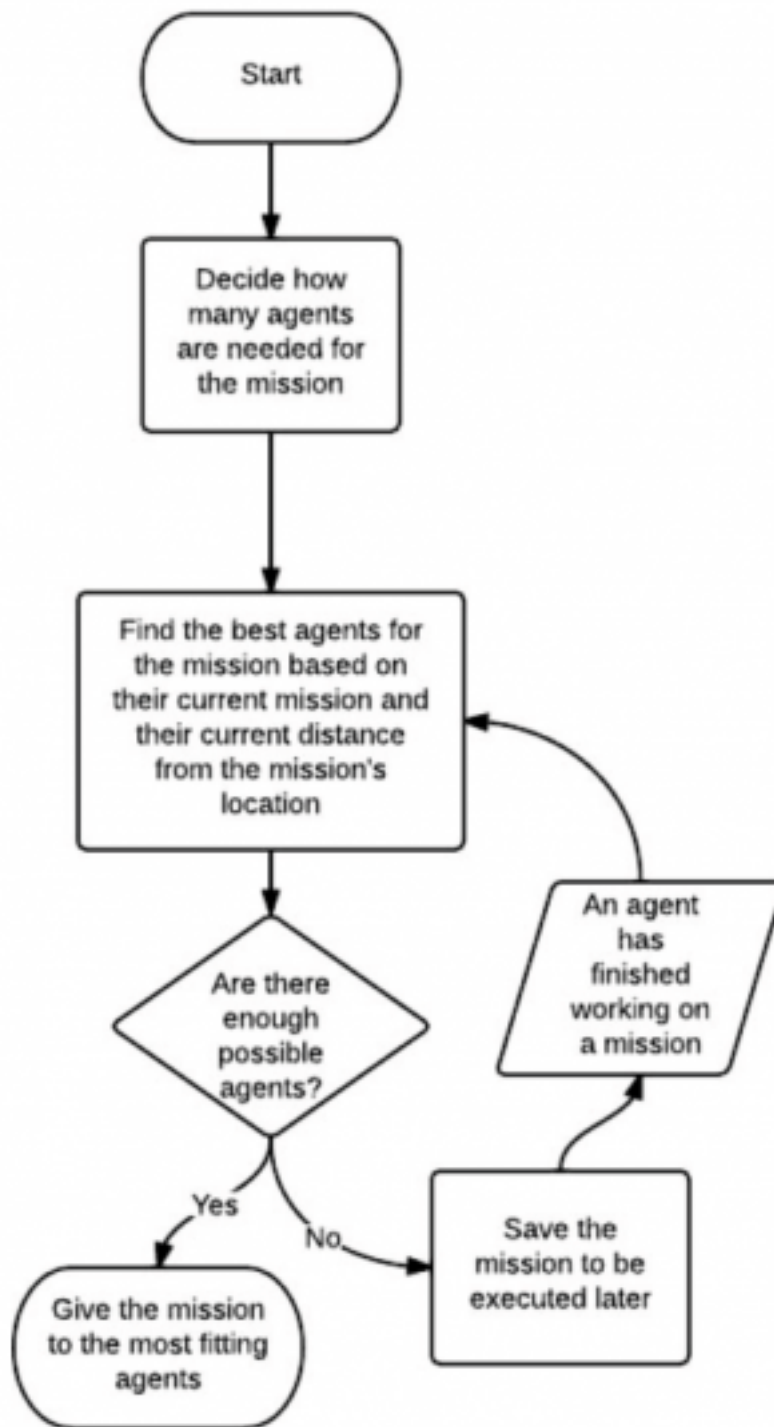 Start
Decide how
many agents
are needed for
the mission
Find the best agents for
the mission based on
their current mission and
their current distance
from the mission's
location
Are there
enough
possible
agents?
Yes
No
Give the mission
to the most fitting
agents
Save the
mission to be
executed later
An agent
has
finished
working on
a mission